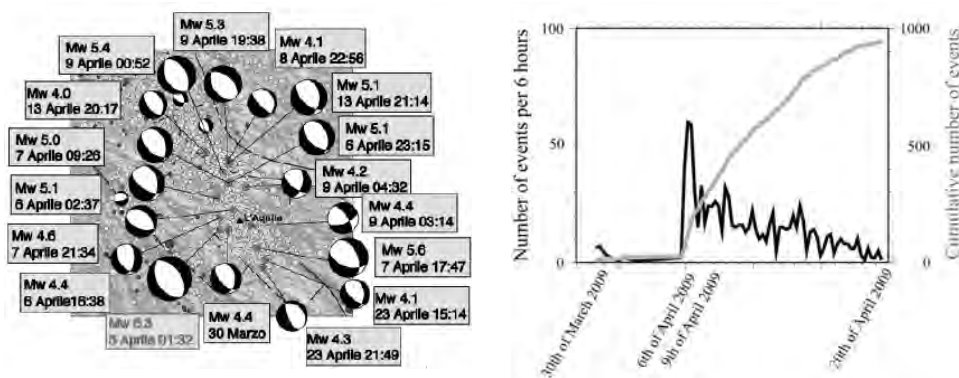 Mw 5.3
9 Aprile 19:38
Mw 5.4
9 Aprile 00:52
Mw 4.1
8 Aprile 22:56
Mw 4.0
13 Aprile 20:17
Mw 5.1
13 Aprile 21:14
Mw 5.0
7 Aprile 09:26
Mw 5.1
6 Aprile 23:15
Mw 5.1
6 Aprile 02:37
Mw 4.2
9 Aprile 04:32
Mw 4.4
9 Aprile 03:14
L'Aquila
Mw 4.6
7 Aprile 21:34
Mw 5.6
7 Aprile 17:47
Mw 4.4
6 Aprile16:38
Mw 4.1
23 Aprile 15:14
Mw 4.4
30 Marzo
Mw
Aprile 01:32
Mw 4.3
23 Aprile 21:49
Number of events per 6 hours
100
50
0
1000
500
0
Cumulative number of events
30th of March 2009
6th of April 2009
9th of April 2009
of April 2009